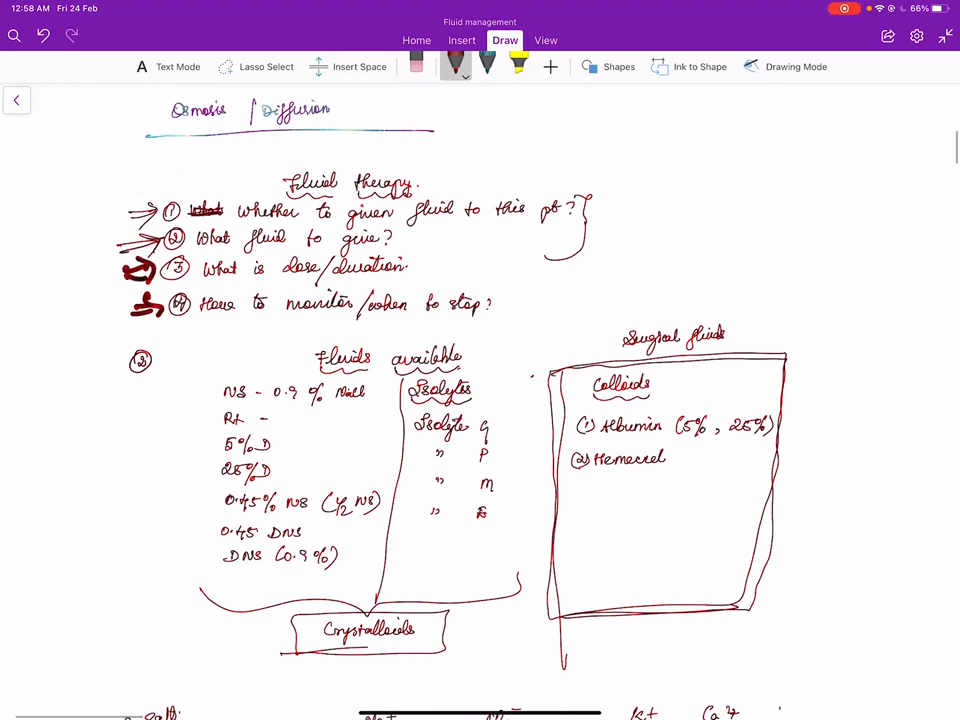 12:58 AM Fri 24 Feb
66%
Fluid management
Home Insert Draw View
Text Mode Lasso Select Insert Space Shapes Ink to Shape Drawing Mode
Osmosis / Diffusion
Fluid therapy.
① What whether to given fluid to this pt?
② What fluid to give?
③ What is dose/duration.
④ How to monitor/when to stop?
Surgical fluids
② Fluids available
NS - 0.9 % Nacl
RL -
5% D
25% D
0.45% NS (1/2 NS)
0.45 DNS
DNS (0.9%)
Isolytes
Isolyte G
" P
" M
" E
Colloids
① Albumin (5%, 25%)
② Hemeccel
Crystalloids
K+ Ca2+